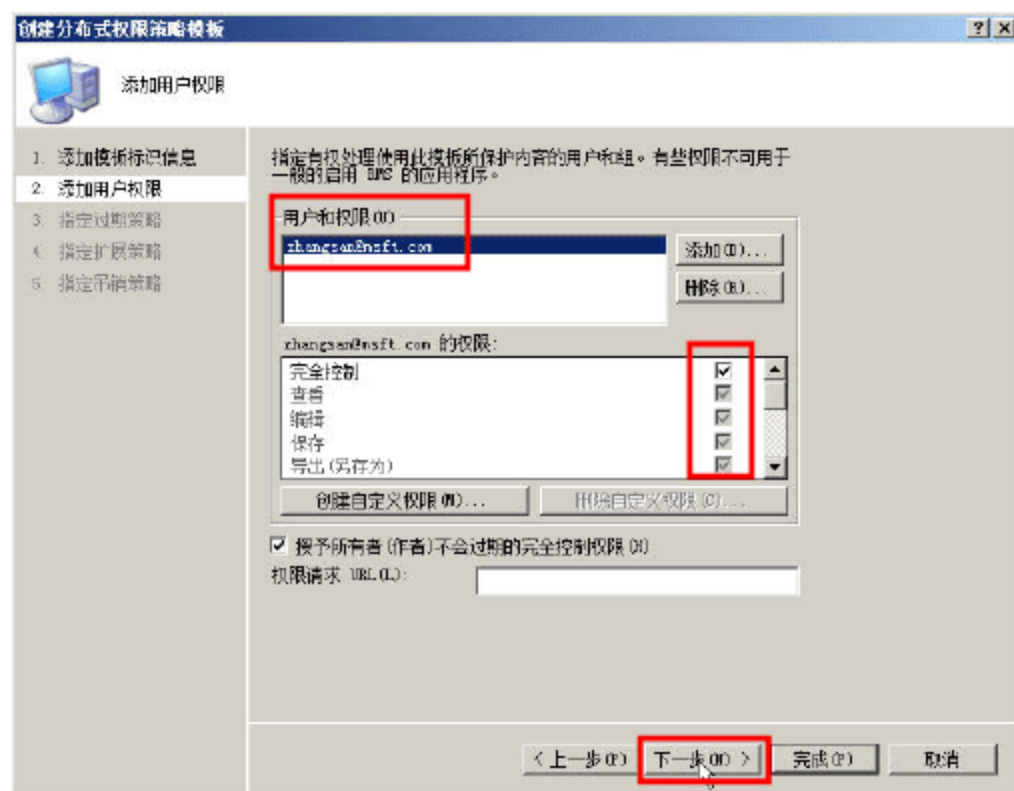 创建分布式权限策略模板
添加用户权限
1. 添加模板标识信息
2. 添加用户权限
3. 指定过期策略
4. 指定扩展策略
5. 指定吊销策略
指定有权处理使用此模板所保护内容的用户和组。有些权限不可用于
一般的启用 RMS 的应用程序。
用户和权限
zhangsan@msft.com
添加(D)...
删除(R)...
zhangsan@msft.com 的权限:
完全控制
查看
编辑
保存
导出(另存为)
创建自定义权限
删除自定义权限(C)...
授予所有者(作者)不会过期的完全控制权限
权限请求 URL(L):
< 上一步(P)
下一步(N) >
完成(F)
取消